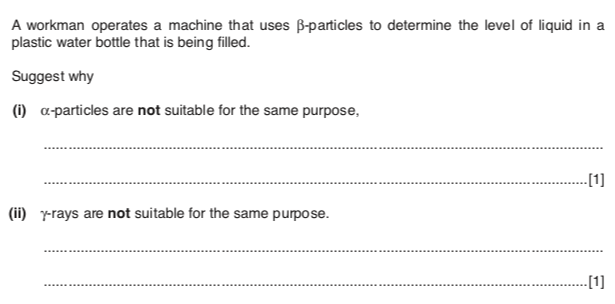 A workman operates a machine that uses β-particles to determine the level of liquid in a
plastic water bottle that is being filled.
Suggest why
(i) α-particles are not suitable for the same purpose,
..........................................................................................................................................
.....................................................................................................................................[1]
(ii) γ-rays are not suitable for the same purpose.
..........................................................................................................................................
.....................................................................................................................................[1]